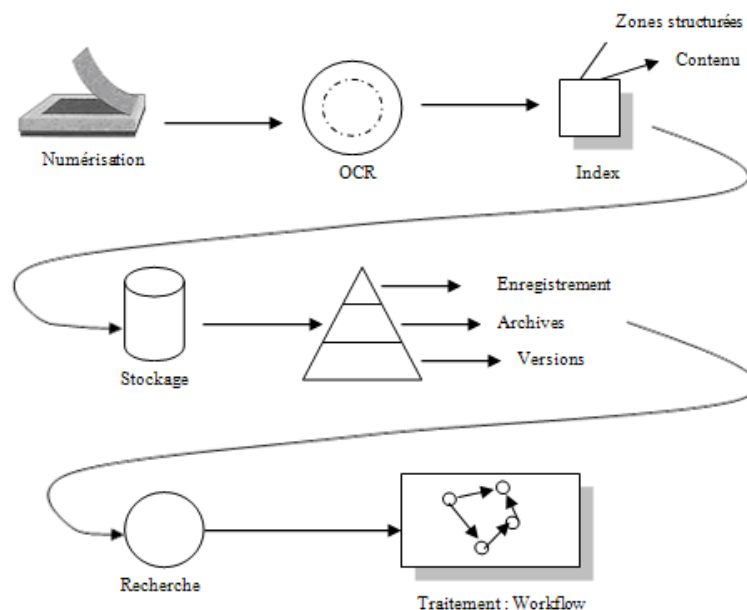 Zones structurées
Contenu
Numérisation
OCR
Index
Enregistrement
Archives
Versions
Stockage
Recherche
Traitement : Workflow